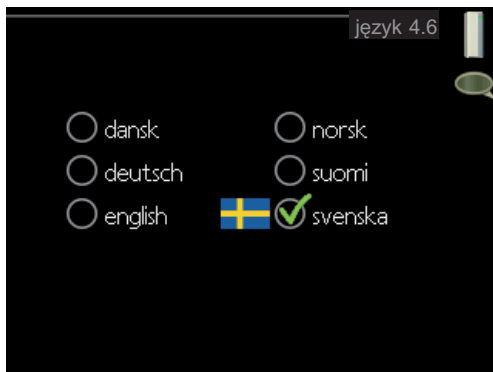 język 4.6
dansk
norsk
deutsch
suomi
english
svenska